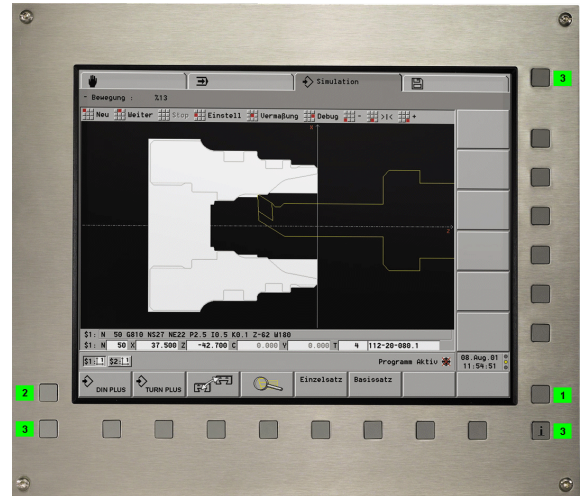 Simulation
3
- Bewegung : %13
Neu Weiter Stop Einstell Vermaßung Debug - >|< +
X
Z
$1: N 50 G810 NS27 NE22 P2.5 I0.5 K0.1 Z-62 W180
$1: N 50 X 37.500 Z -42.700 C 0.000 Y 0.000 T 4 112-20-080.1
$1: 1 $2: 1 Programm Aktiv 08.Aug.01
11:54:51
DIN PLUS TURN PLUS Einzelsatz Basissatz
2 1
3 i 3